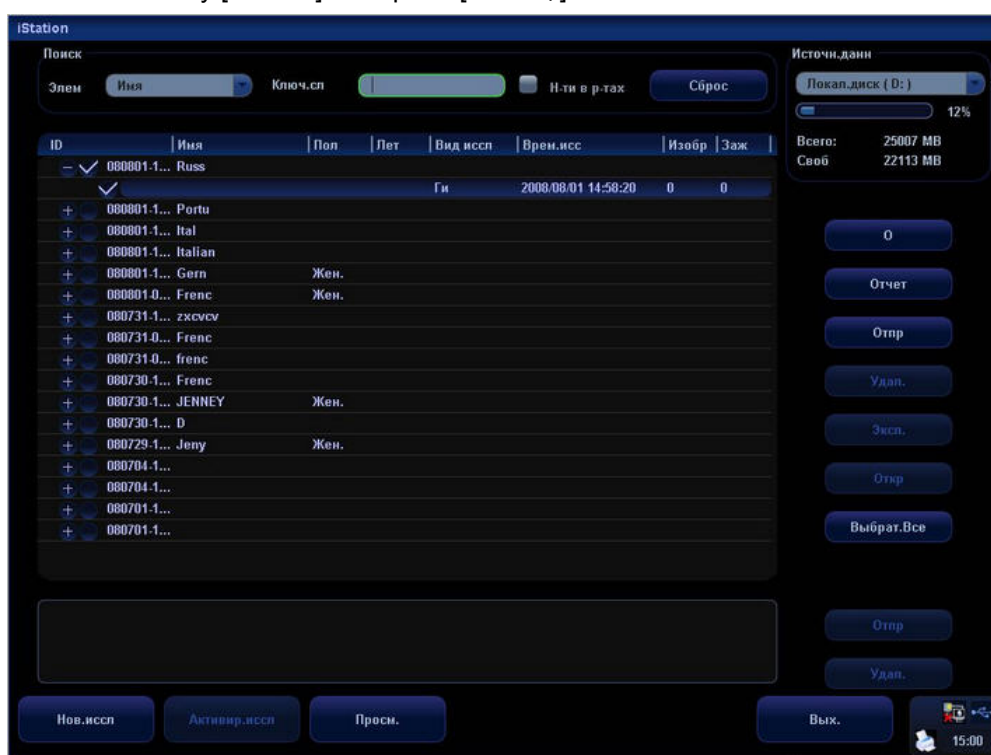 iStation
Поиск
Элем Имя Ключ.сл Н-ти в р-тах Сброс
Источн.данн
Локал.диск ( D: )
12%
Всего: 25007 MB
Своб 22113 MB
ID Имя Пол Лет Вид иссл Врем.исс Изобр Заж
080801-1... Russ
Ги 2008/08/01 14:58:20 0 0
080801-1... Portu
080801-1... Ital
080801-1... Italian
080801-1... Gern Жен.
080801-0... Frenc Жен.
080731-1... zxcvcv
080731-0... Frenc
080731-0... frenc
080730-1... Frenc
080730-1... JENNEY Жен.
080730-1... D
080729-1... Jeny Жен.
080704-1...
080704-1...
080701-1...
080701-1...
О
Отчет
Отпр
Удал.
Эксп.
Откр
Выбрат.Все
Отпр
Удал.
Нов.иссл Активир.иссл Просм. Вых.
15:00